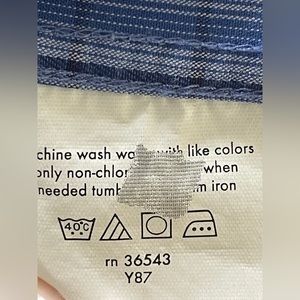 chine wash wa with like colors
only non-chlor when
needed tumb m iron
40°C
rn 36543
Y87